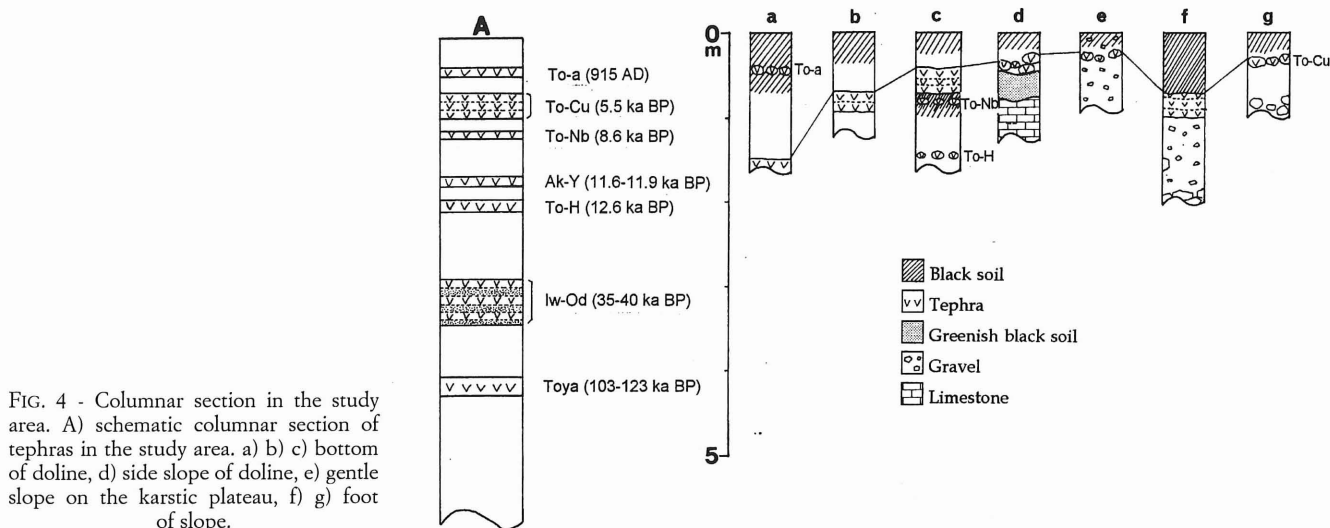 A
To-a (915 AD)
To-Cu (5.5 ka BP)
To-Nb (8.6 ka BP)
Ak-Y (11.6-11.9 ka BP)
To-H (12.6 ka BP)
Iw-Od (35-40 ka BP)
Toya (103-123 ka BP)
0
m
5
a b c d e f g
To-a
To-Nb
To-H
To-Cu
Black soil
Tephra
Greenish black soil
Gravel
Limestone
FIG. 4 - Columnar section in the study
area. A) schematic columnar section of
tephras in the study area. a) b) c) bottom
of doline, d) side slope of doline, e) gentle
slope on the karstic plateau, f) g) foot
of slope.